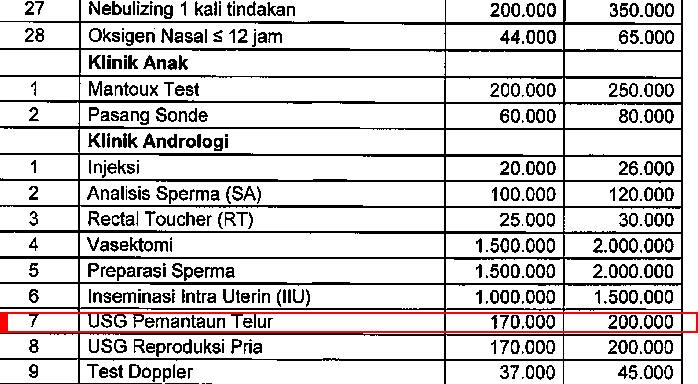 27 Nebulizing 1 kali tindakan 200.000 350.000
28 Oksigen Nasal ≤ 12 jam 44.000 65.000
Klinik Anak
1 Mantoux Test 200.000 250.000
2 Pasang Sonde 60.000 80.000
Klinik Andrologi
1 Injeksi 20.000 26.000
2 Analisis Sperma (SA) 100.000 120.000
3 Rectal Toucher (RT) 25.000 30.000
4 Vasektomi 1.500.000 2.000.000
5 Preparasi Sperma 1.500.000 2.000.000
6 Inseminasi Intra Uterin (IIU) 1.000.000 1.500.000
7 USG Pemantaun Telur 170.000 200.000
8 USG Reproduksi Pria 170.000 200.000
9 Test Doppler 37.000 45.000